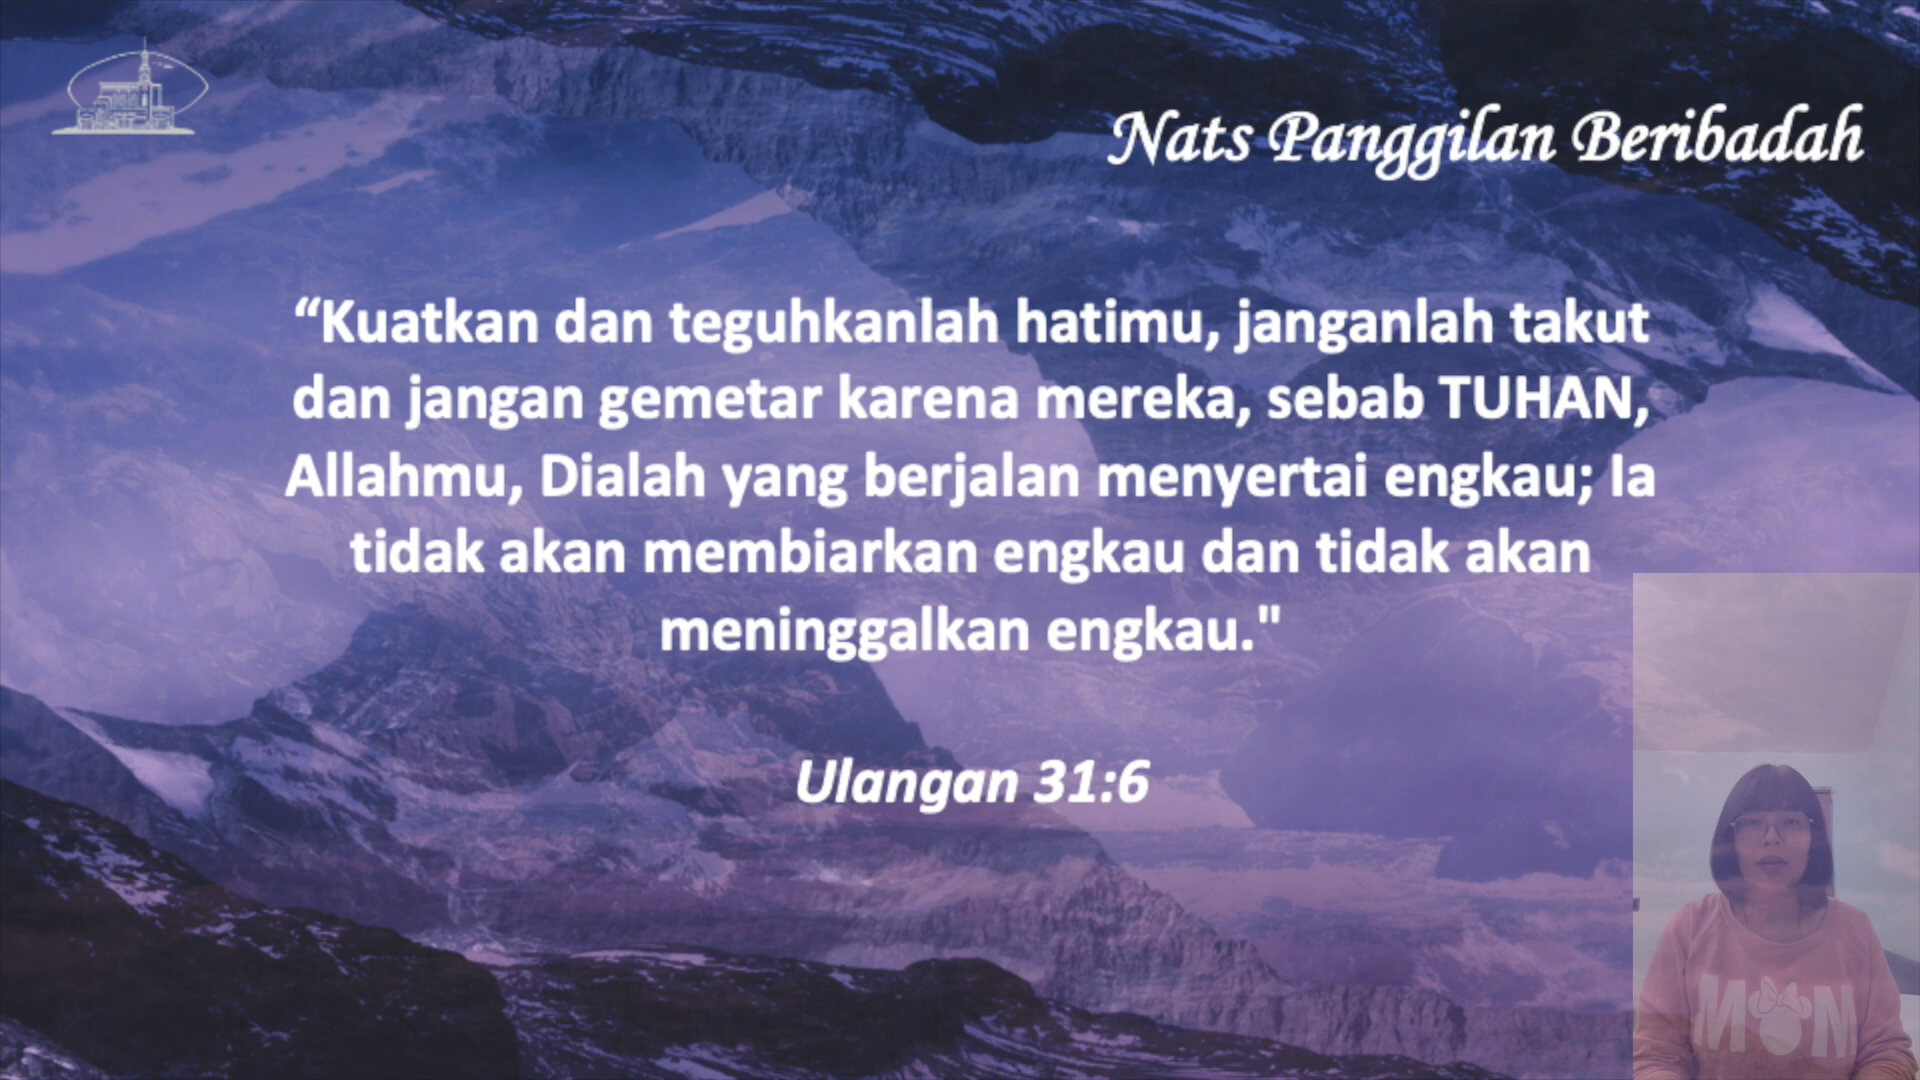 Nats Panggilan Beribadah
“Kuatkan dan teguhkanlah hatimu, janganlah takut
dan jangan gemetar karena mereka, sebab TUHAN,
Allahmu, Dialah yang berjalan menyertai engkau; Ia
tidak akan membiarkan engkau dan tidak akan
meninggalkan engkau."
Ulangan 31:6
MOM